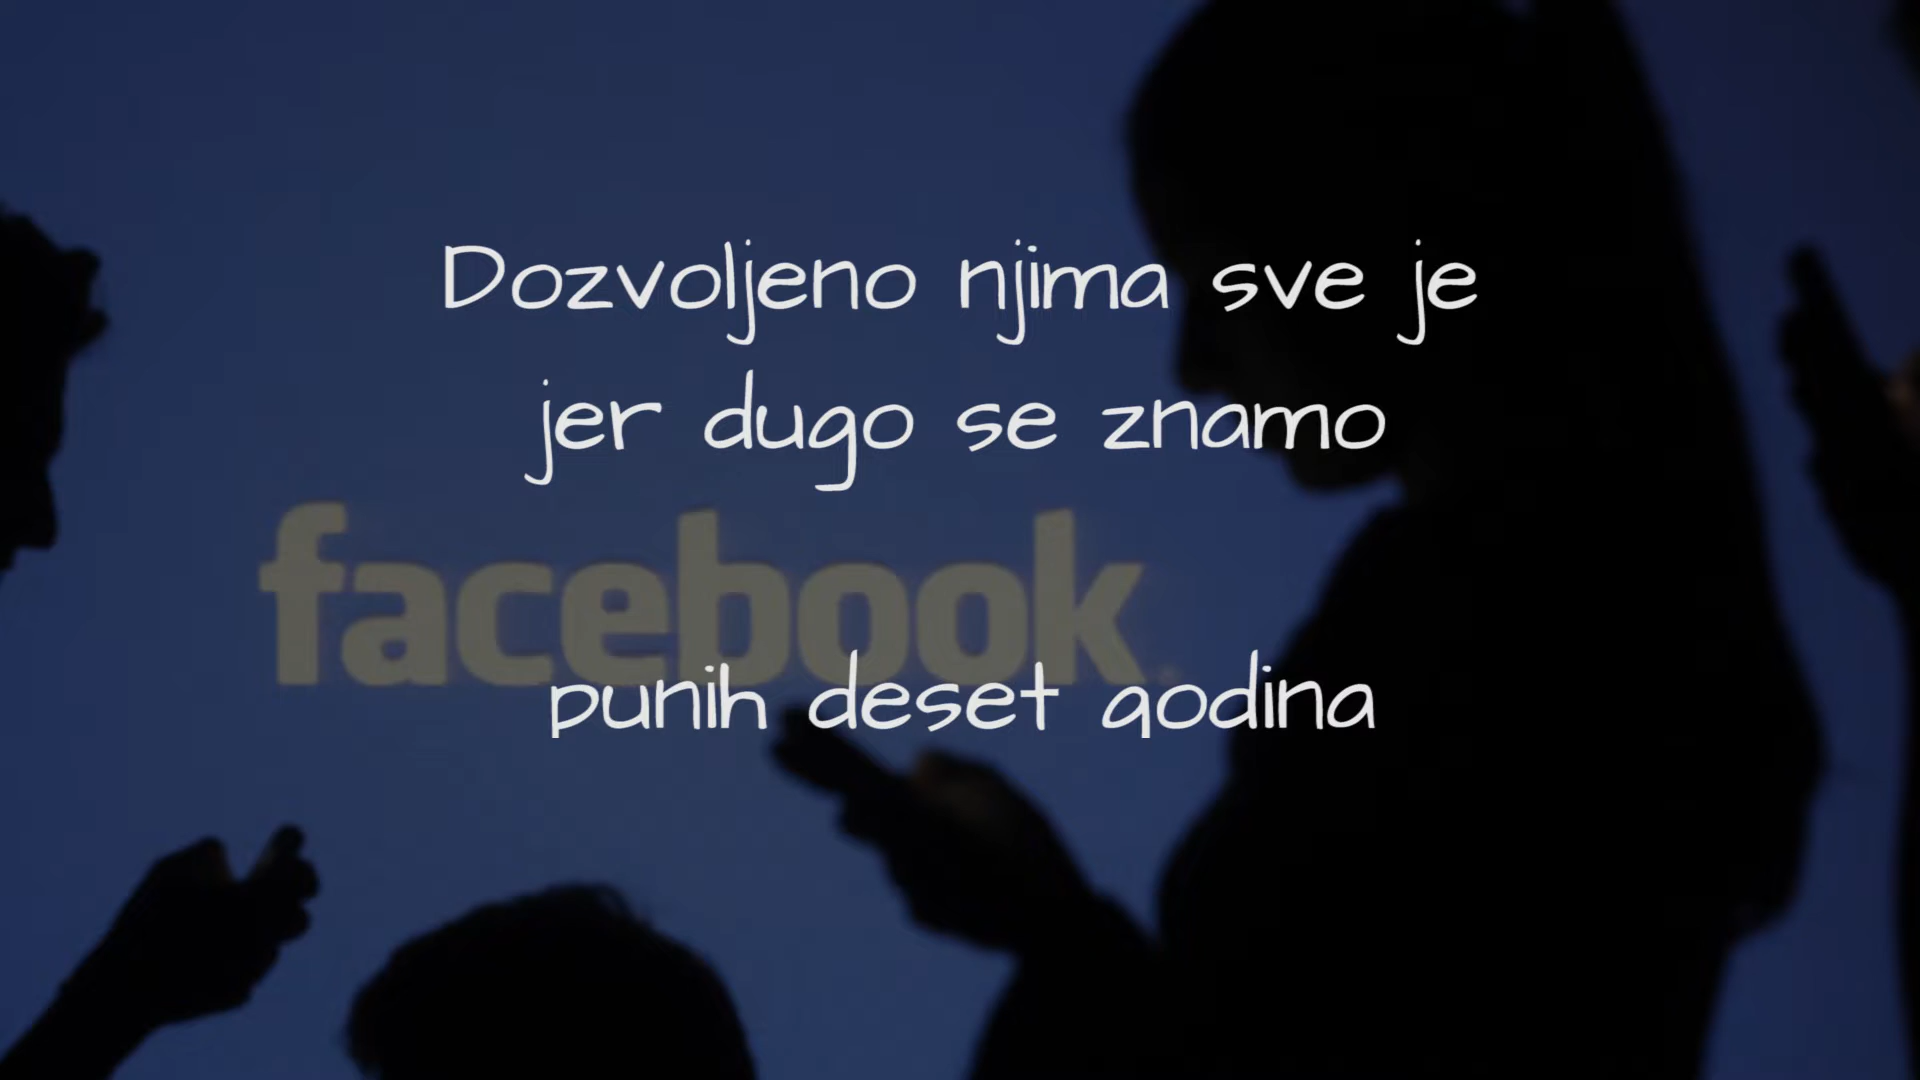 Dozvoljeno njima sve je
jer dugo se znamo
facebook
punih deset godina